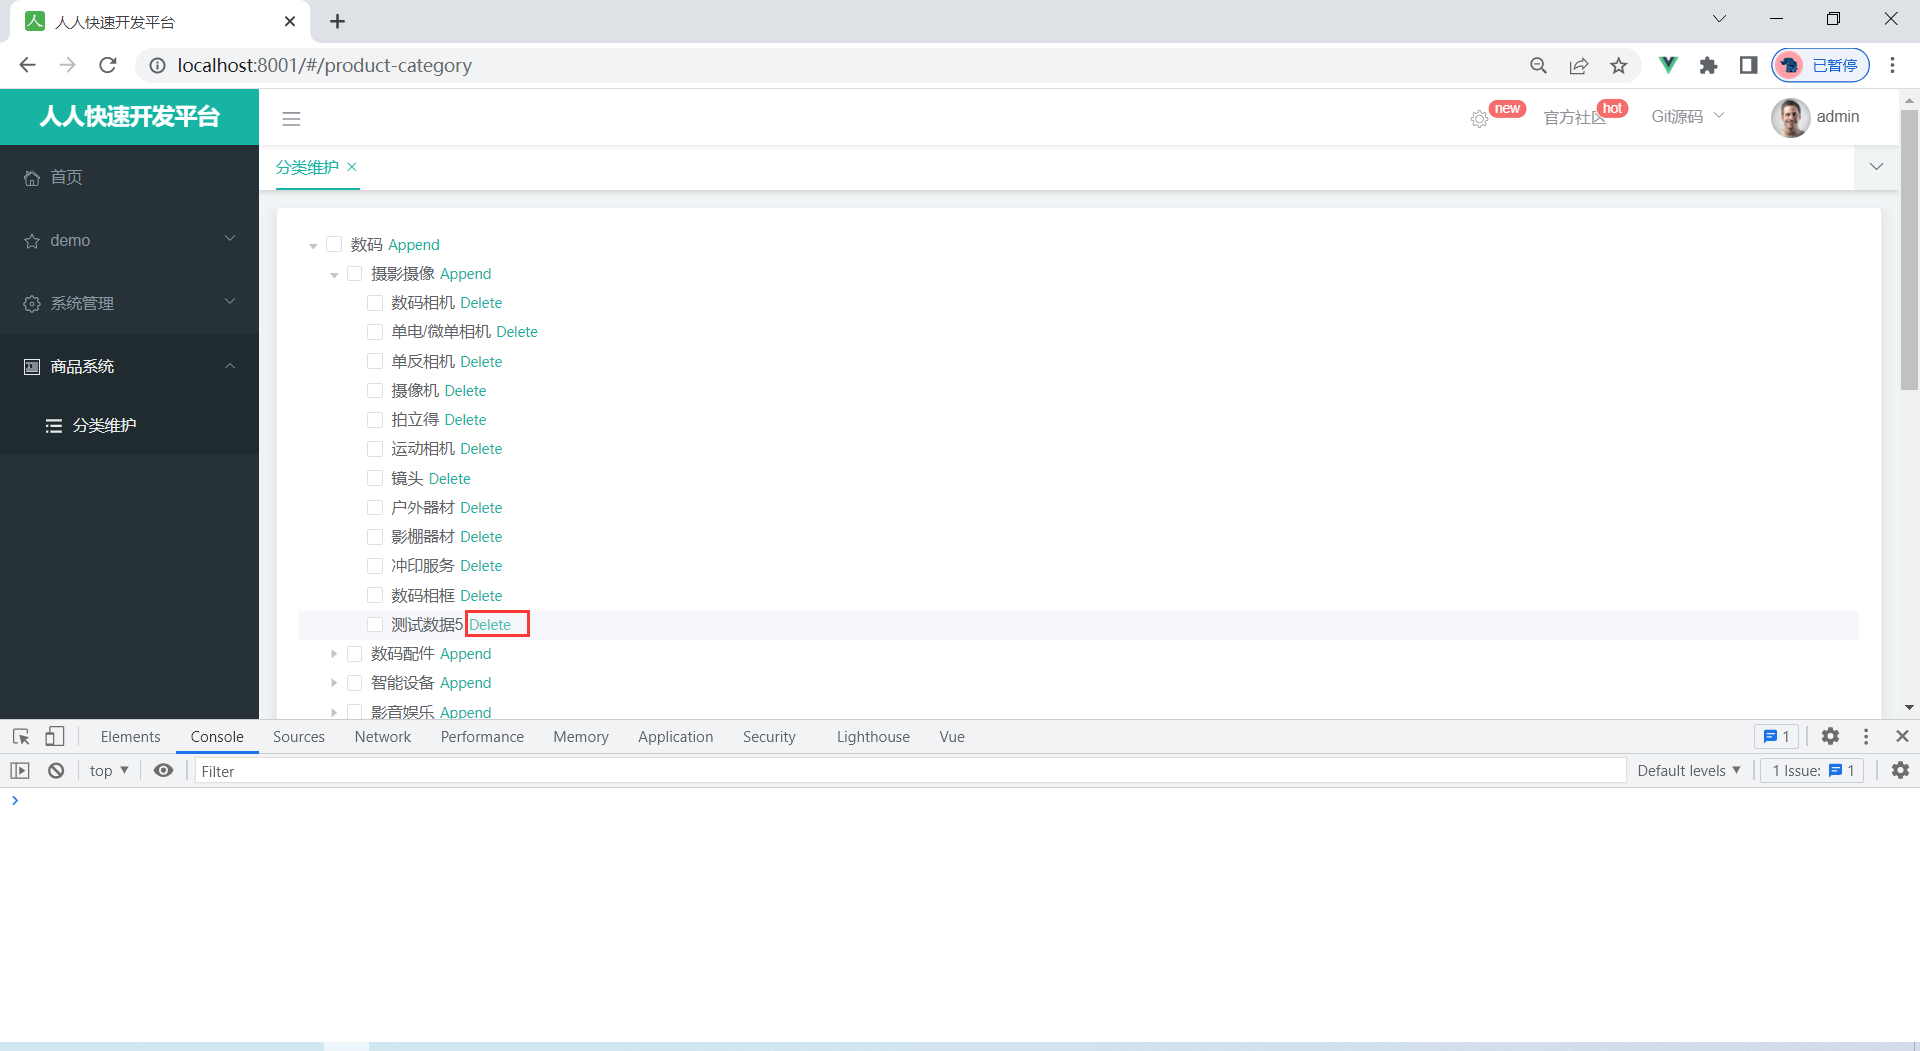 人人快速开发平台
localhost:8001/#/product-category
已暂停
人人快速开发平台
new
官方社区
hot
Git源码
admin
首页
demo
系统管理
商品系统
分类维护
分类维护
数码 Append
摄影摄像 Append
数码相机 Delete
单电/微单相机 Delete
单反相机 Delete
摄像机 Delete
拍立得 Delete
运动相机 Delete
镜头 Delete
户外器材 Delete
影棚器材 Delete
冲印服务 Delete
数码相框 Delete
测试数据5 Delete
数码配件 Append
智能设备 Append
影音娱乐 Append
Elements Console Sources Network Performance Memory Application Security Lighthouse Vue 1
top Filter Default levels 1 Issue: 1